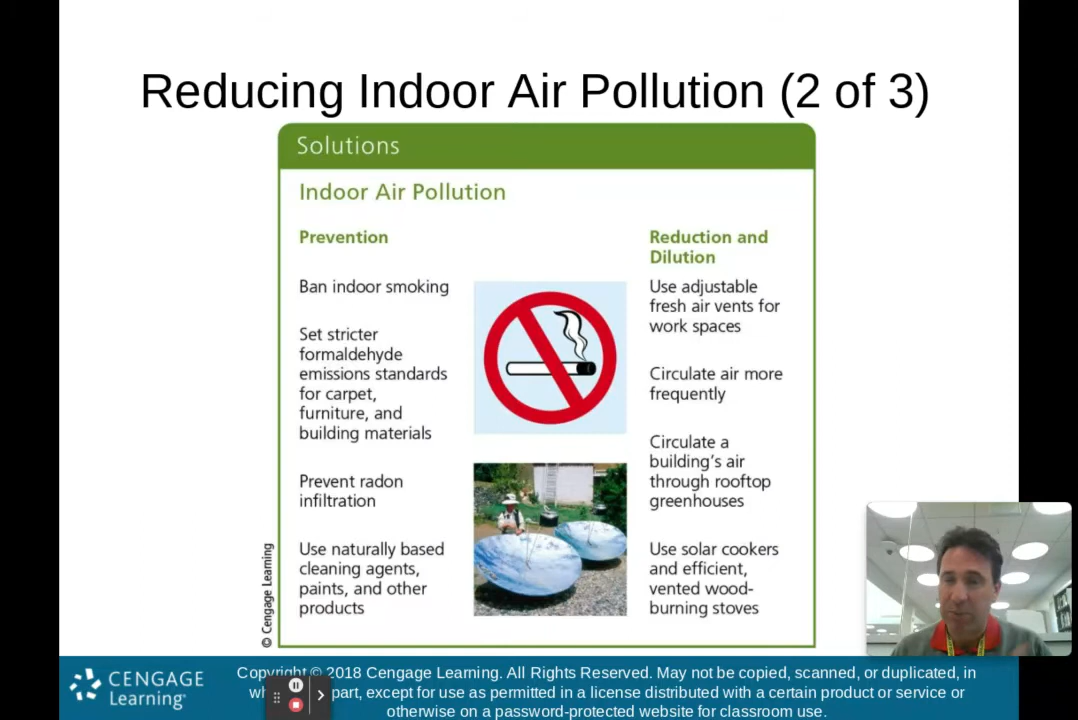 Reducing Indoor Air Pollution (2 of 3)
Solutions
Indoor Air Pollution
Prevention
Ban indoor smoking
Set stricter
formaldehyde
emissions standards
for carpet,
furniture, and
building materials
Prevent radon
infiltration
Use naturally based
cleaning agents,
paints, and other
products
Reduction and
Dilution
Use adjustable
fresh air vents for
work spaces
Circulate air more
frequently
Circulate a
building's air
through rooftop
greenhouses
Use solar cookers
and efficient,
vented wood-
burning stoves
© Cengage Learning
CENGAGE
Learning
Copyright © 2018 Cengage Learning. All Rights Reserved. May not be copied, scanned, or duplicated, in
part, except for use as permitted in a license distributed with a certain product or service or
otherwise on a password-protected website for classroom use.